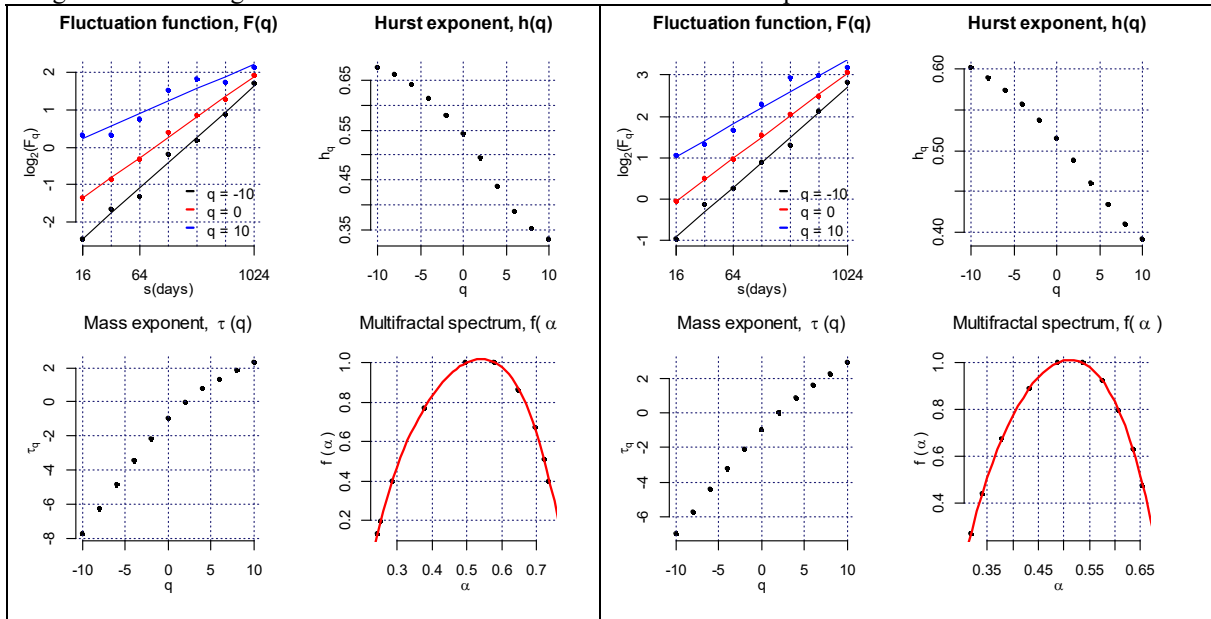 Fluctuation function, F(q)
Hurst exponent, h(q)
log2(Fq)
2
1
0
-1
-2
q = -10
q = 0
q = 10
16
64
1024
s(days)
hq
0.65
0.55
0.45
0.35
-10
-5
0
5
10
q
Mass exponent, τ (q)
Multifractal spectrum, f( α
τq
2
0
-2
-4
-6
-8
-10
-5
0
5
10
q
f (α)
1.0
0.8
0.6
0.4
0.2
0.3
0.4
0.5
0.6
0.7
α
Fluctuation function, F(q)
Hurst exponent, h(q)
log2(Fq)
3
2
1
0
-1
q = -10
q = 0
q = 10
16
64
1024
s(days)
hq
0.60
0.50
0.40
-10
-5
0
5
10
q
Mass exponent, τ (q)
Multifractal spectrum, f( α )
τq
2
0
-2
-4
-6
-10
-5
0
5
10
q
f (α)
1.0
0.8
0.6
0.4
0.35
0.45
0.55
0.65
α